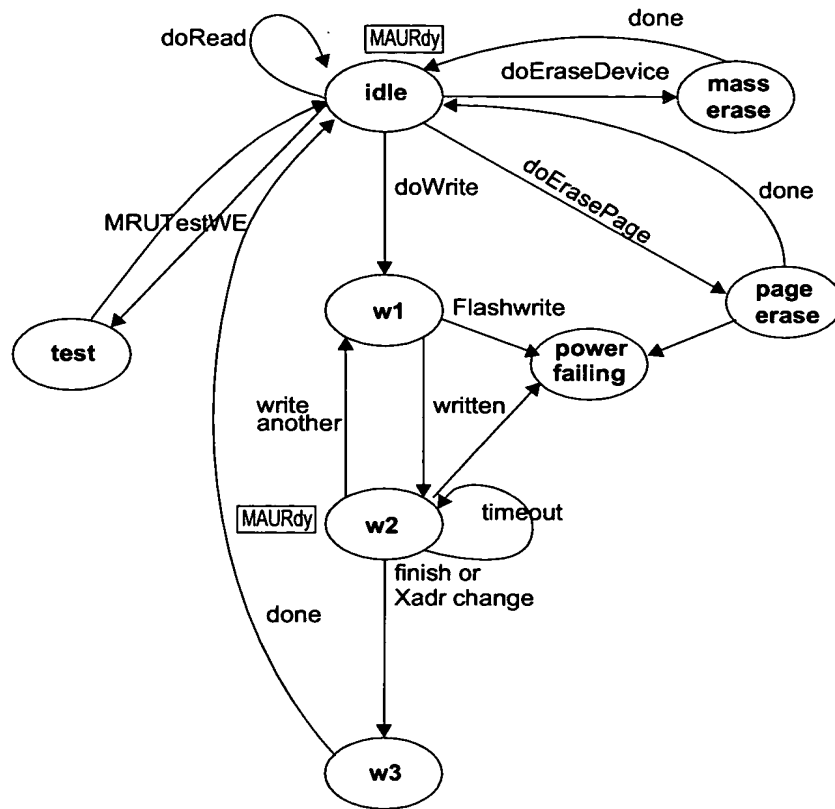 done
doRead
MAURdy
doEraseDevice
idle
mass
erase
doWrite
doErasePage
done
MRUTestWE
page
erase
w1
Flashwrite
test
power
failing
write
another
written
MAURdy
w2
timeout
finish or
Xadr change
done
w3